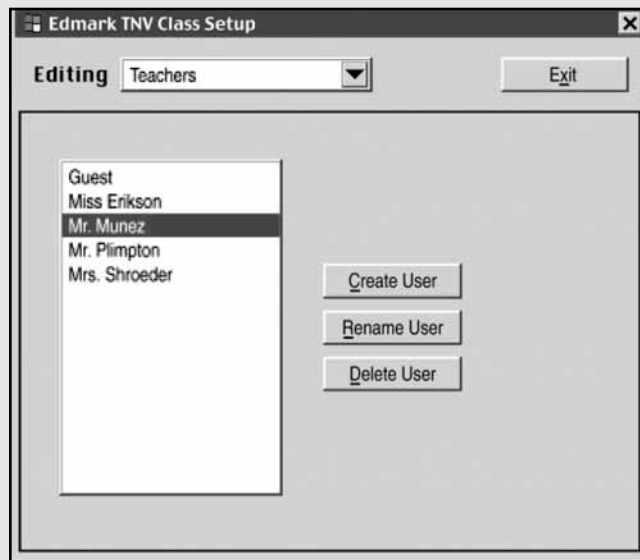 Edmark TNV Class Setup
Editing Teachers Exit
Guest
Miss Erikson
Mr. Munez
Mr. Plimpton
Mrs. Shroeder
Create User
Rename User
Delete User